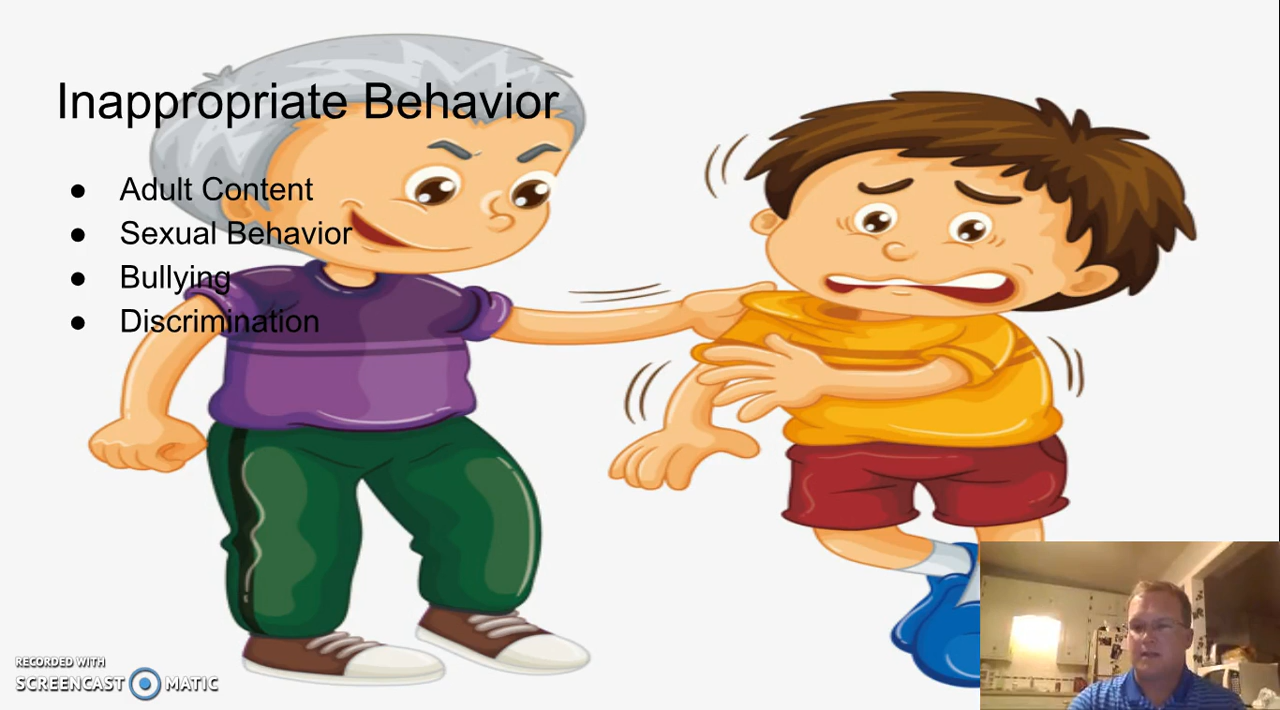 Inappropriate Behavior
● Adult Content
● Sexual Behavior
● Bullying
● Discrimination
RECORDED WITH
SCREENCAST MATIC